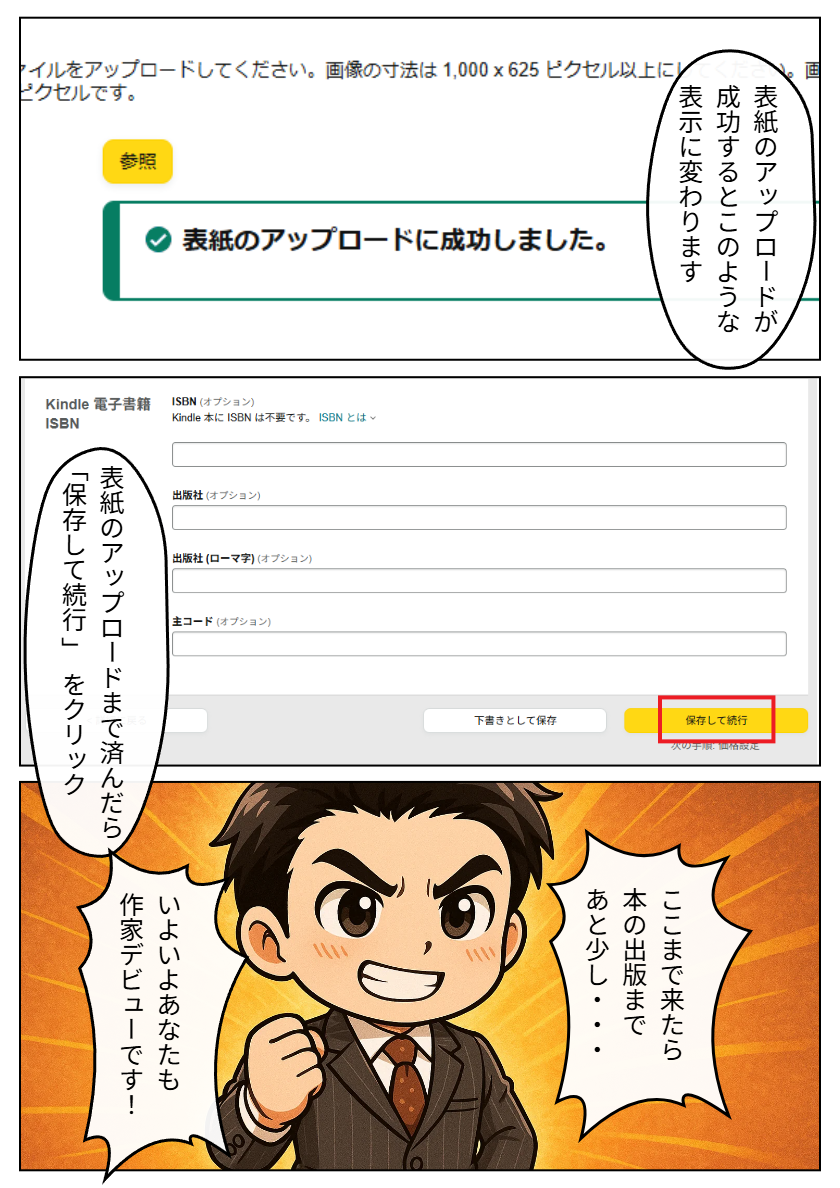 イルをアップロードしてください。画像の寸法は 1,000 x 625 ピクセル以上にしてください。画
ピクセルです。
表紙のアップロードが
成功するとこのような
表示に変わります
参照
表紙のアップロードに成功しました。
Kindle 電子書籍
ISBN
ISBN (オプション)
Kindle 本に ISBN は不要です。 ISBN とは
出版社 (オプション)
出版社 (ローマ字) (オプション)
主コード (オプション)
表紙のアップロードまで済んだら
「保存して続行」 をクリック
下書きとして保存
保存して続行
次の手順: 価格設定
ここまで来たら
本の出版まで
あと少し・・・
いよいよあなたも
作家デビューです!